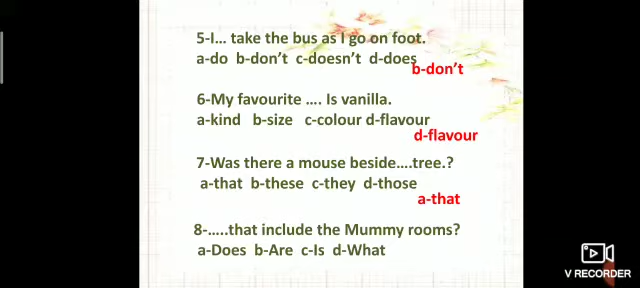 5-I... take the bus as I go on foot.
a-do b-don't c-doesn't d-does
b-don't
6-My favourite .... Is vanilla.
a-kind b-size c-colour d-flavour
d-flavour
7-Was there a mouse beside....tree.?
a-that b-these c-they d-those
a-that
8-.....that include the Mummy rooms?
a-Does b-Are c-Is d-What
V RECORDER